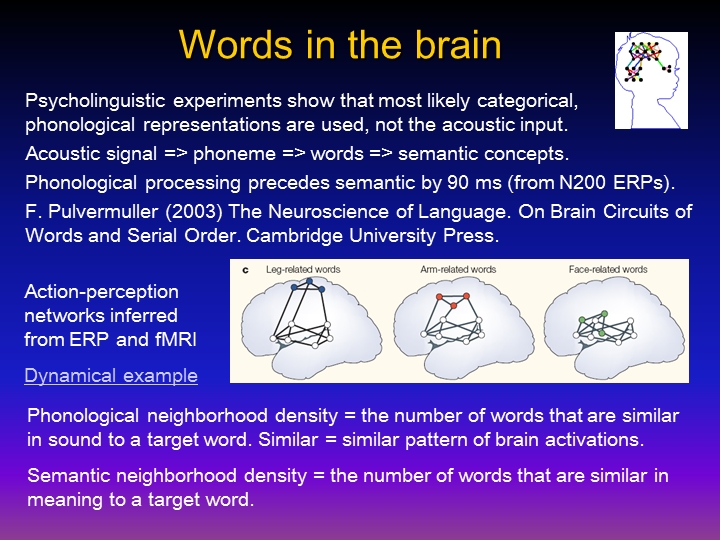 Words in the brain
Psycholinguistic experiments show that most likely categorical,
phonological representations are used, not the acoustic input.
Acoustic signal => phoneme => words => semantic concepts.
Phonological processing precedes semantic by 90 ms (from N200 ERPs).
F. Pulvermuller (2003) The Neuroscience of Language. On Brain Circuits of
Words and Serial Order. Cambridge University Press.
Action-perception
networks inferred
from ERP and fMRI
Dynamical example
c Leg-related words Arm-related words Face-related words
Phonological neighborhood density = the number of words that are similar
in sound to a target word. Similar = similar pattern of brain activations.
Semantic neighborhood density = the number of words that are similar in
meaning to a target word.